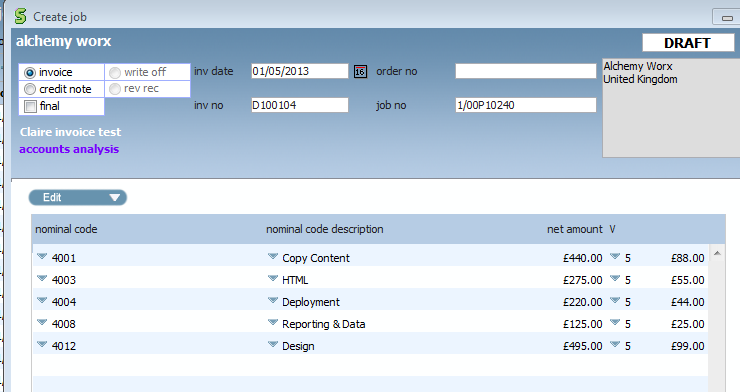 Create job
alchemy worx
DRAFT
invoice write off inv date 01/05/2013 16 order no
credit note rev rec
final inv no D100104 job no 1/00P10240
Alchemy Worx
United Kingdom
Claire invoice test
accounts analysis
Edit
nominal code nominal code description net amount V
4001 Copy Content £440.00 5 £88.00
4003 HTML £275.00 5 £55.00
4004 Deployment £220.00 5 £44.00
4008 Reporting & Data £125.00 5 £25.00
4012 Design £495.00 5 £99.00